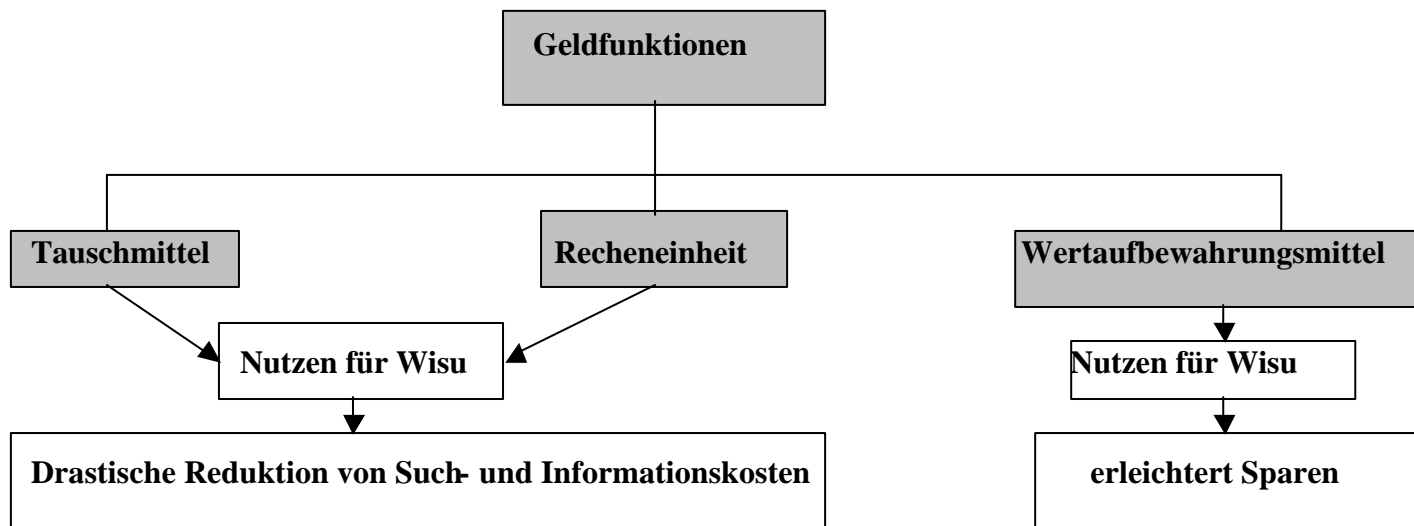 Geldfunktionen
Tauschmittel
Recheneinheit
Wertaufbewahrungsmittel
Nutzen für Wisu
Nutzen für Wisu
Drastische Reduktion von Such- und Informationskosten
erleichtert Sparen